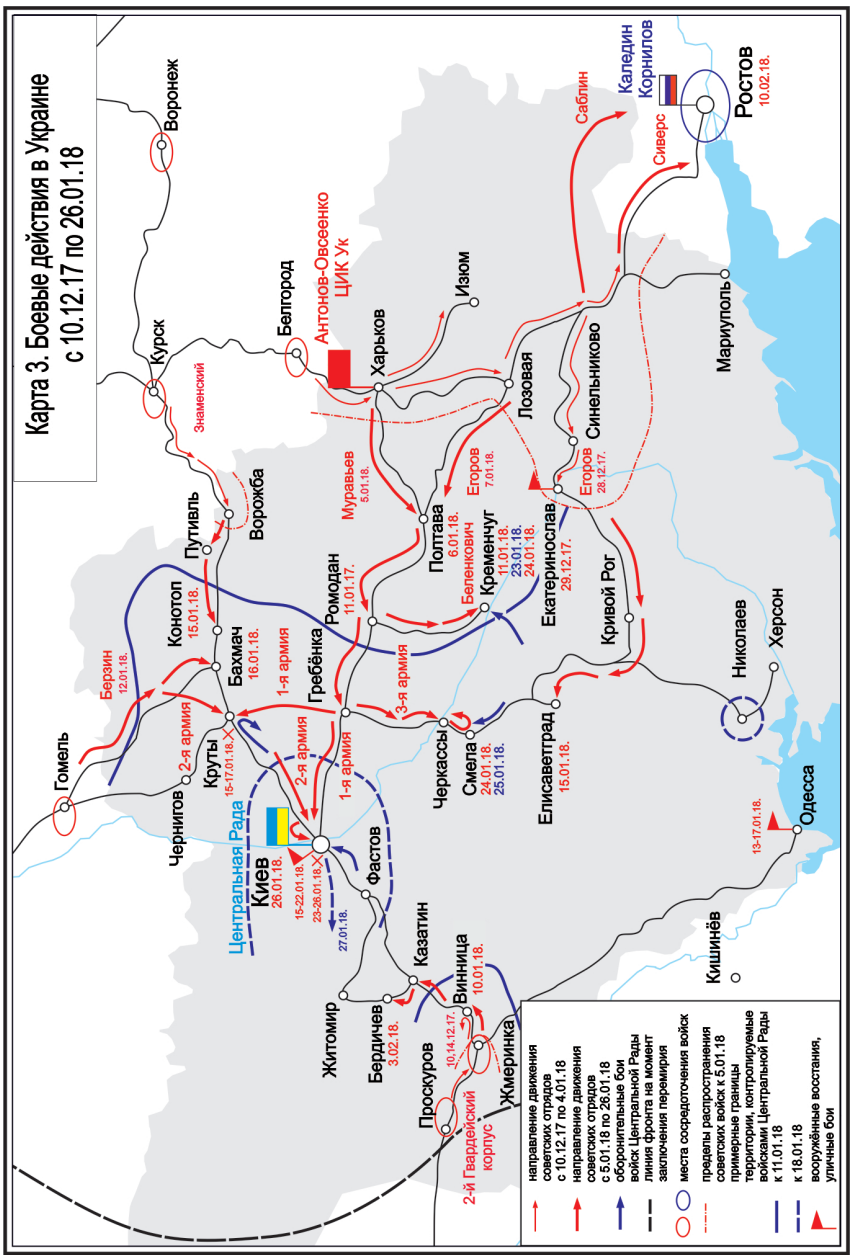 Карта 3. Боевые действия в Украине
с 10.12.17 по 26.01.18
Воронеж
Курск
Знаменский
Белгород
Антонов-Овсеенко
ЦИК Ук
Харьков
Изюм
Саблин
Каледин
Корнилов
Ростов
10.02.18.
Сиверс
Гомель
Берзин
12.01.18.
Чернигов
2-я армия
Круты
15-17.01.18.
Бахмач
16.01.18.
Конотоп
15.01.18.
Путивль
Ворожба
1-я армия
Муравьев
5.01.18.
Егоров
7.01.18.
Лозовая
Полтава
6.01.18.
Ромодан
11.01.17.
Беленкович
Кременчуг
11.01.18.
23.01.18.
24.01.18.
Гребёнка
3-я армия
2-я армия
1-я армия
Центральная Рада
Киев
26.01.18.
15-22.01.18.
23-26.01.18.
27.01.18.
Фастов
Черкассы
Смела
24.01.18.
25.01.18.
Елисаветград
15.01.18.
Екатеринослав
29.12.17.
Егоров
28.12.17.
Синельниково
Мариуполь
Кривой Рог
Николаев
Херсон
Житомир
Бердичев
3.02.18.
Казатин
Винница
10.01.18.
10,14.12.17.
Проскуров
Жмеринка
2-й Гвардейский
корпус
Одесса
13-17.01.18.
Кишинёв
направление движения
советских отрядов
с 10.12.17 по 4.01.18
направление движения
советских отрядов
с 5.01.18 по 26.01.18
оборонительные бои
войск Центральной Рады
линия фронта на момент
заключения перемирия
места сосредоточения войск
пределы распространения
советских войск к 5.01.18
примерные границы
территории, контролируемые
войсками Центральной Рады
к 11.01.18
к 18.01.18
вооружённые восстания,
уличные бои